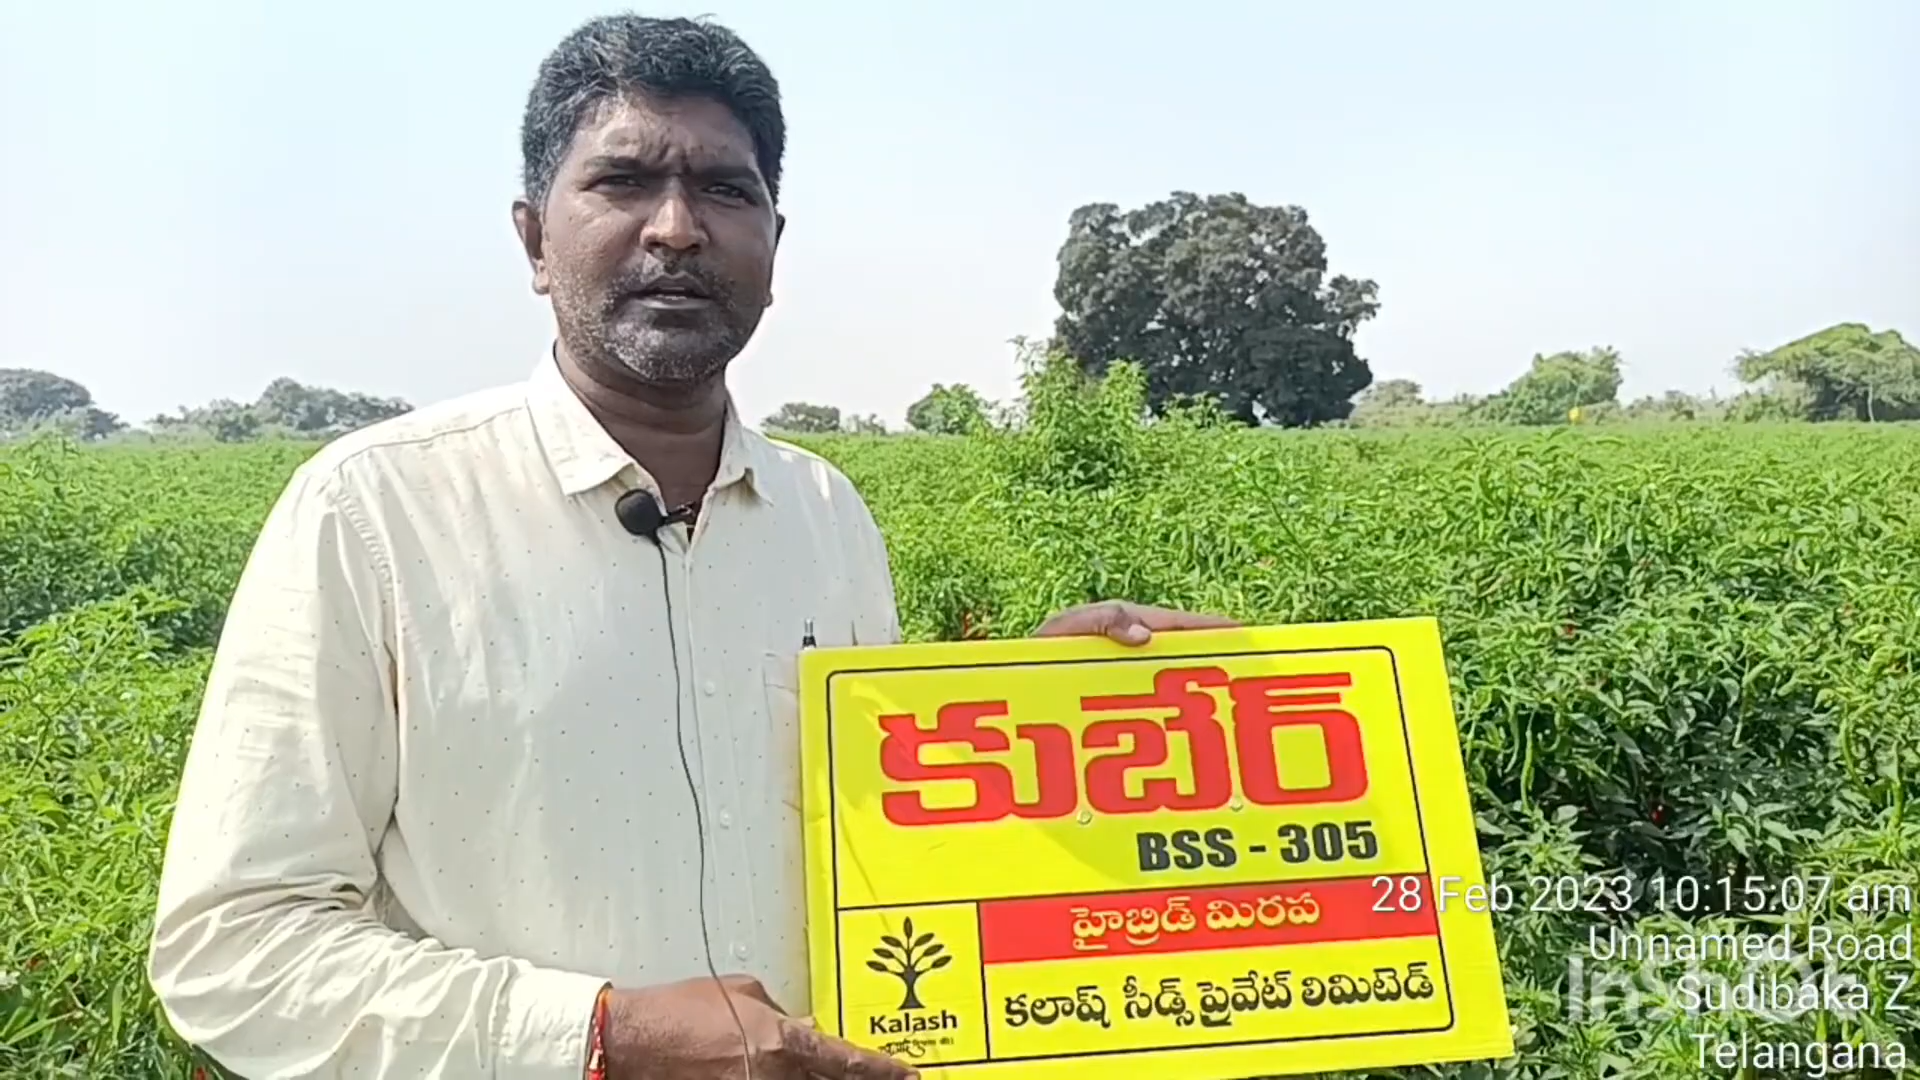 కుబేర్
BSS - 305
హైబ్రిడ్ మిరప
Kalash
కలాష్ సీడ్స్ ప్రైవేట్ లిమిటెడ్
28 Feb 2023 10:15:07 am
Unnamed Road
Sudibaka Z
Telangana